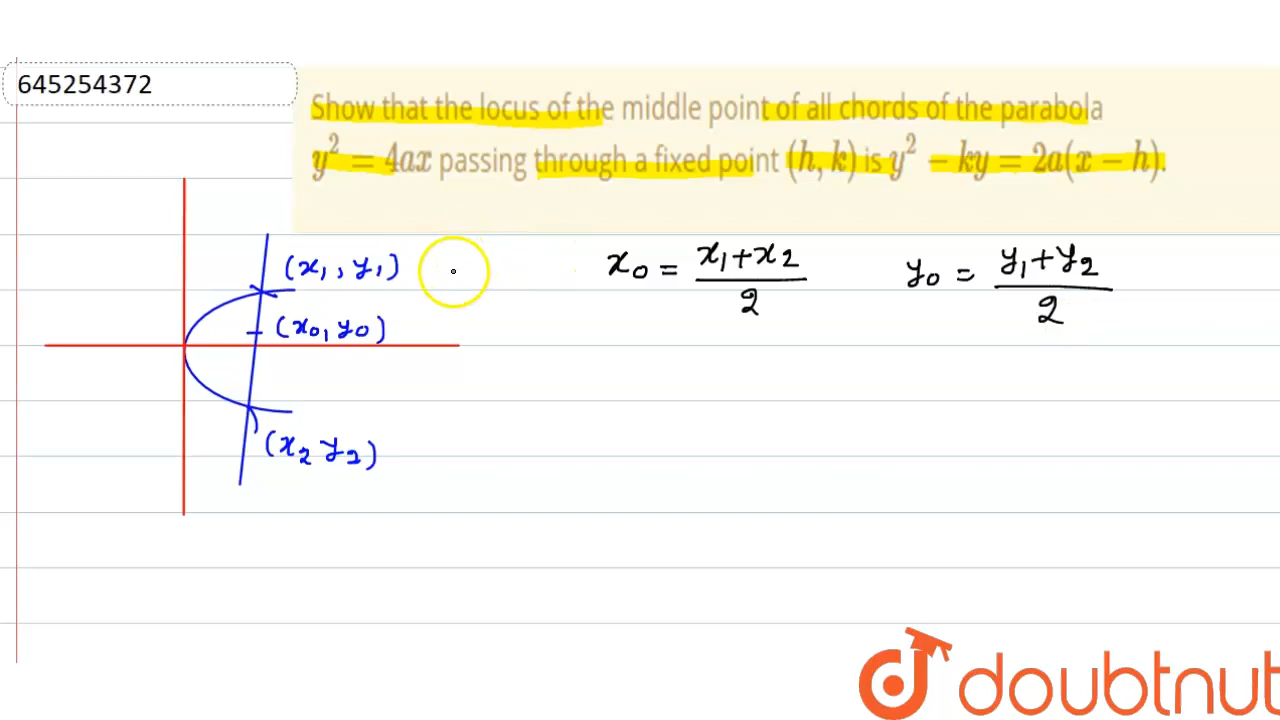 645254372
Show that the locus of the middle point of all chords of the parabola
y² = 4ax passing through a fixed point (h, k) is y² − ky = 2a(x − h).
(x₁, y₁)
x₀ = (x₁+x₂)/2
y₀ = (y₁+y₂)/2
(x₀, y₀)
(x₂ y₂)
doubtnut